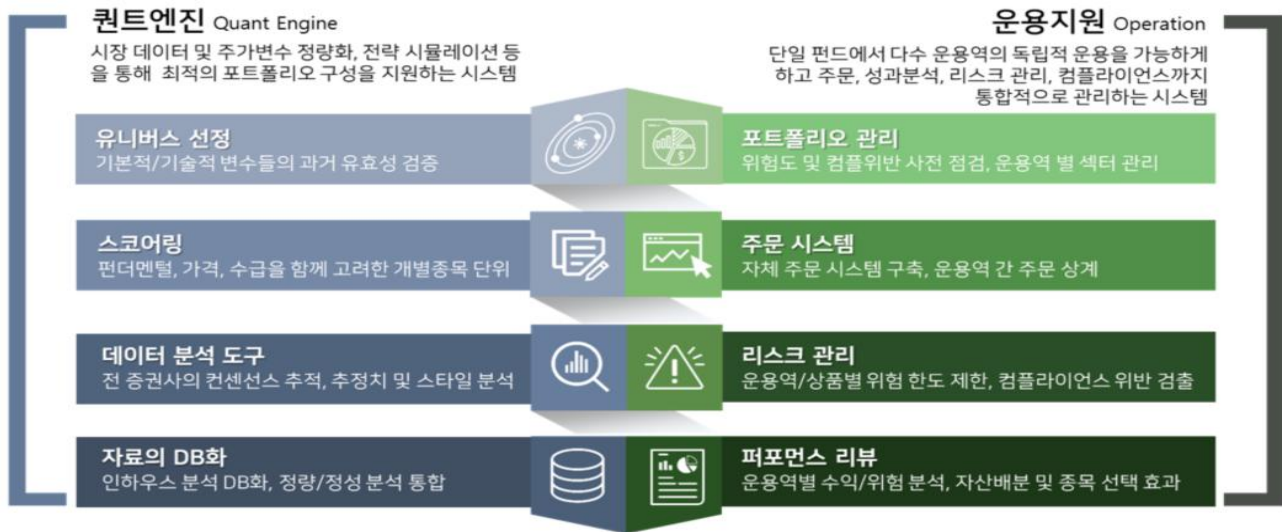 퀀트엔진 Quant Engine
시장 데이터 및 주가변수 정량화, 전략 시뮬레이션 등
을 통해 최적의 포트폴리오 구성을 지원하는 시스템
유니버스 선정
기본적/기술적 변수들의 과거 유효성 검증
스코어링
펀더멘털, 가격, 수급을 함께 고려한 개별종목 단위
데이터 분석 도구
전 증권사의 컨센선스 추적, 추정치 및 스타일 분석
자료의 DB화
인하우스 분석 DB화, 정량/정성 분석 통합
운용지원 Operation
단일 펀드에서 다수 운용역의 독립적 운용을 가능하게
하고 주문, 성과분석, 리스크 관리, 컴플라이언스까지
통합적으로 관리하는 시스템
포트폴리오 관리
위험도 및 컴플위반 사전 점검, 운용역 별 섹터 관리
주문 시스템
자체 주문 시스템 구축, 운용역 간 주문 상계
리스크 관리
운용역/상품별 위험 한도 제한, 컴플라이언스 위반 검출
퍼포먼스 리뷰
운용역별 수익/위험 분석, 자산배분 및 종목 선택 효과